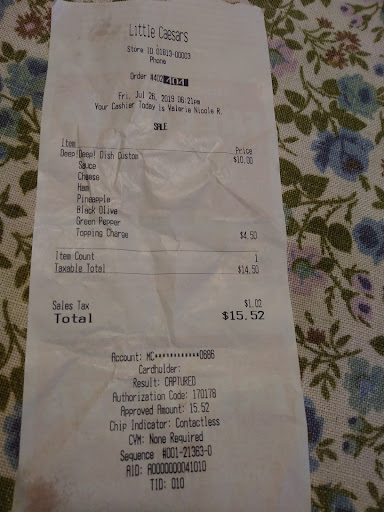 Little Caesars
Store ID 01813-00003
Phone
Order #402404
Fri, Jul 26, 2019 06:21pm
Your Cashier Today is Valerie Nicole R.
SALE
Item Price
Deep!Deep! Dish Custom $10.00
Sauce
Cheese
Ham
Pineapple
Black Olive
Green Pepper
Topping Charge $4.50
Item Count 1
Taxable Total $14.50
Sales Tax $1.02
Total $15.52
Account: MC************0886
Cardholder:
Result: CAPTURED
Authorization Code: 170178
Approved Amount: 15.52
Chip Indicator: Contactless
CVM: None Required
Sequence #001-21363-0
AID: A0000000041010
TID: 010